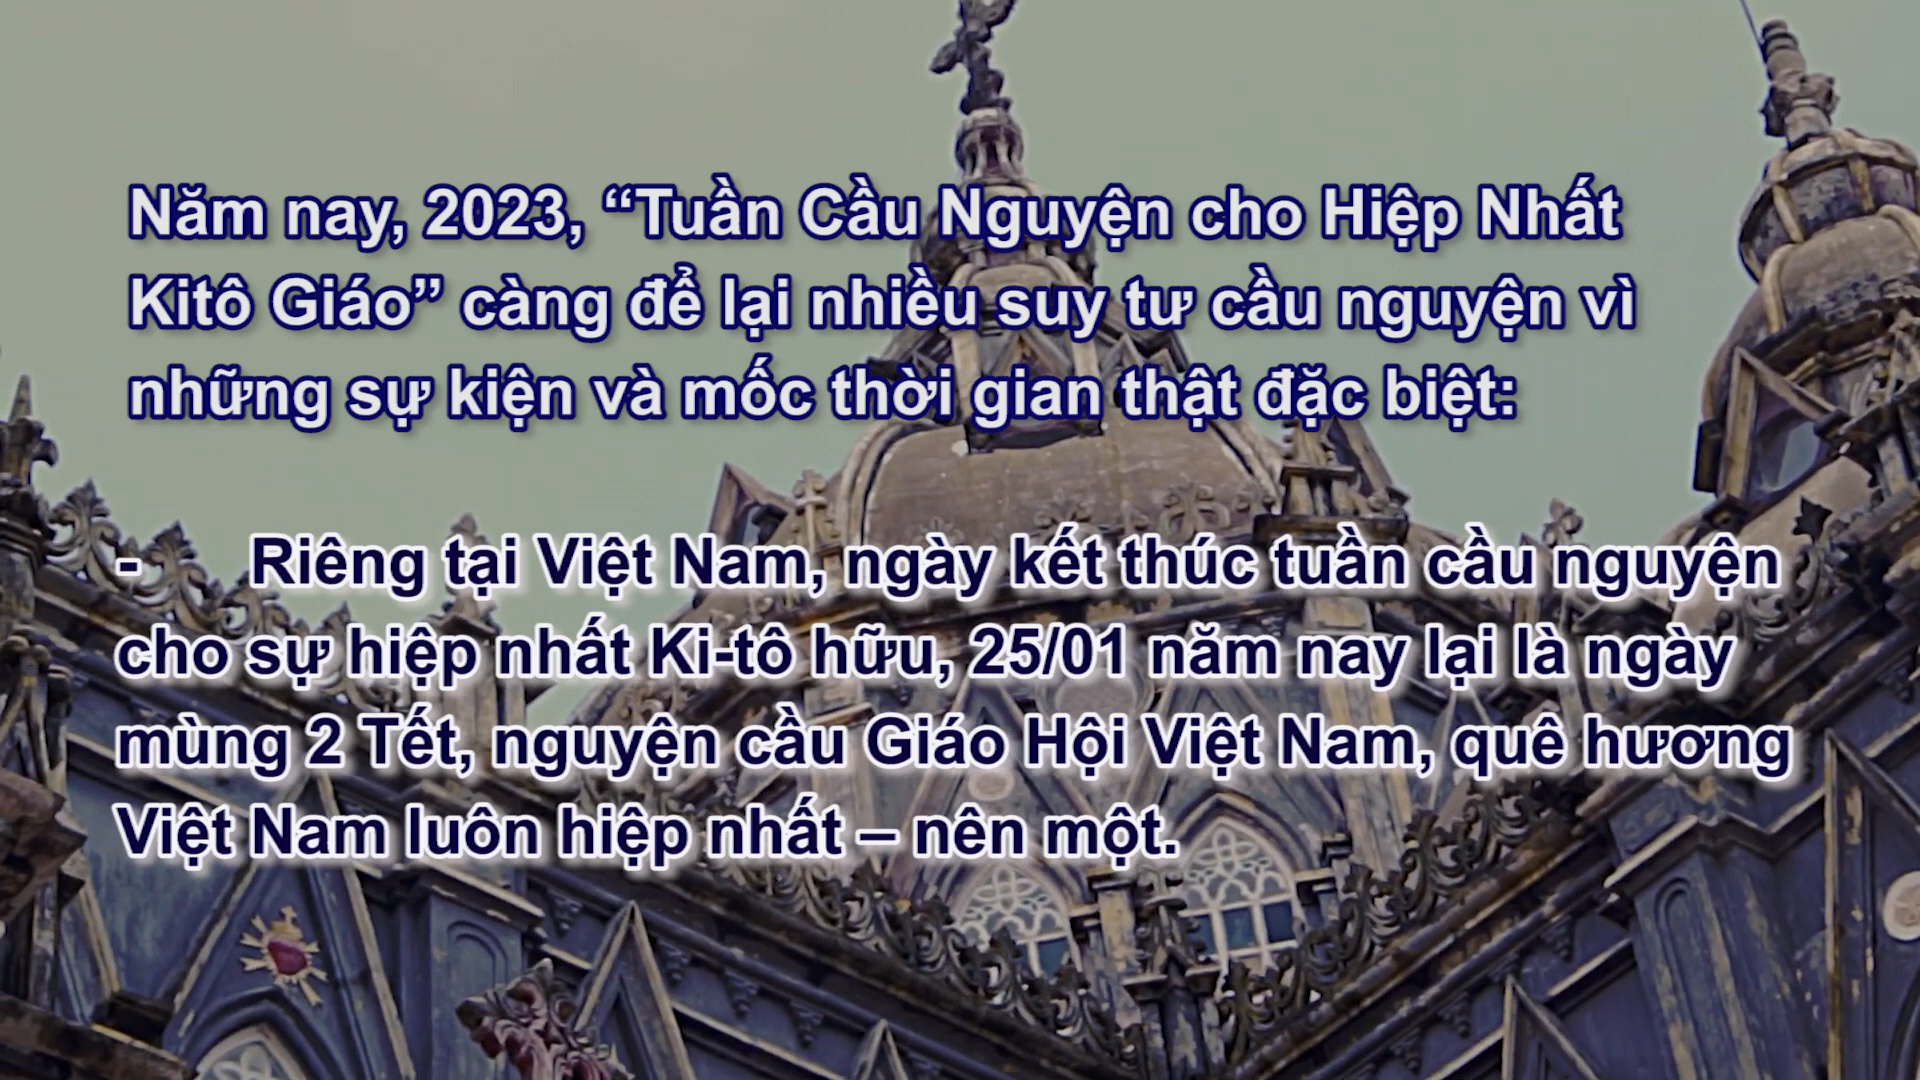 Năm nay, 2023, “Tuần Cầu Nguyện cho Hiệp Nhất
Kitô Giáo” càng để lại nhiều suy tư cầu nguyện vì
những sự kiện và mốc thời gian thật đặc biệt:
- Riêng tại Việt Nam, ngày kết thúc tuần cầu nguyện
cho sự hiệp nhất Ki-tô hữu, 25/01 năm nay lại là ngày
mùng 2 Tết, nguyện cầu Giáo Hội Việt Nam, quê hương
Việt Nam luôn hiệp nhất – nên một.